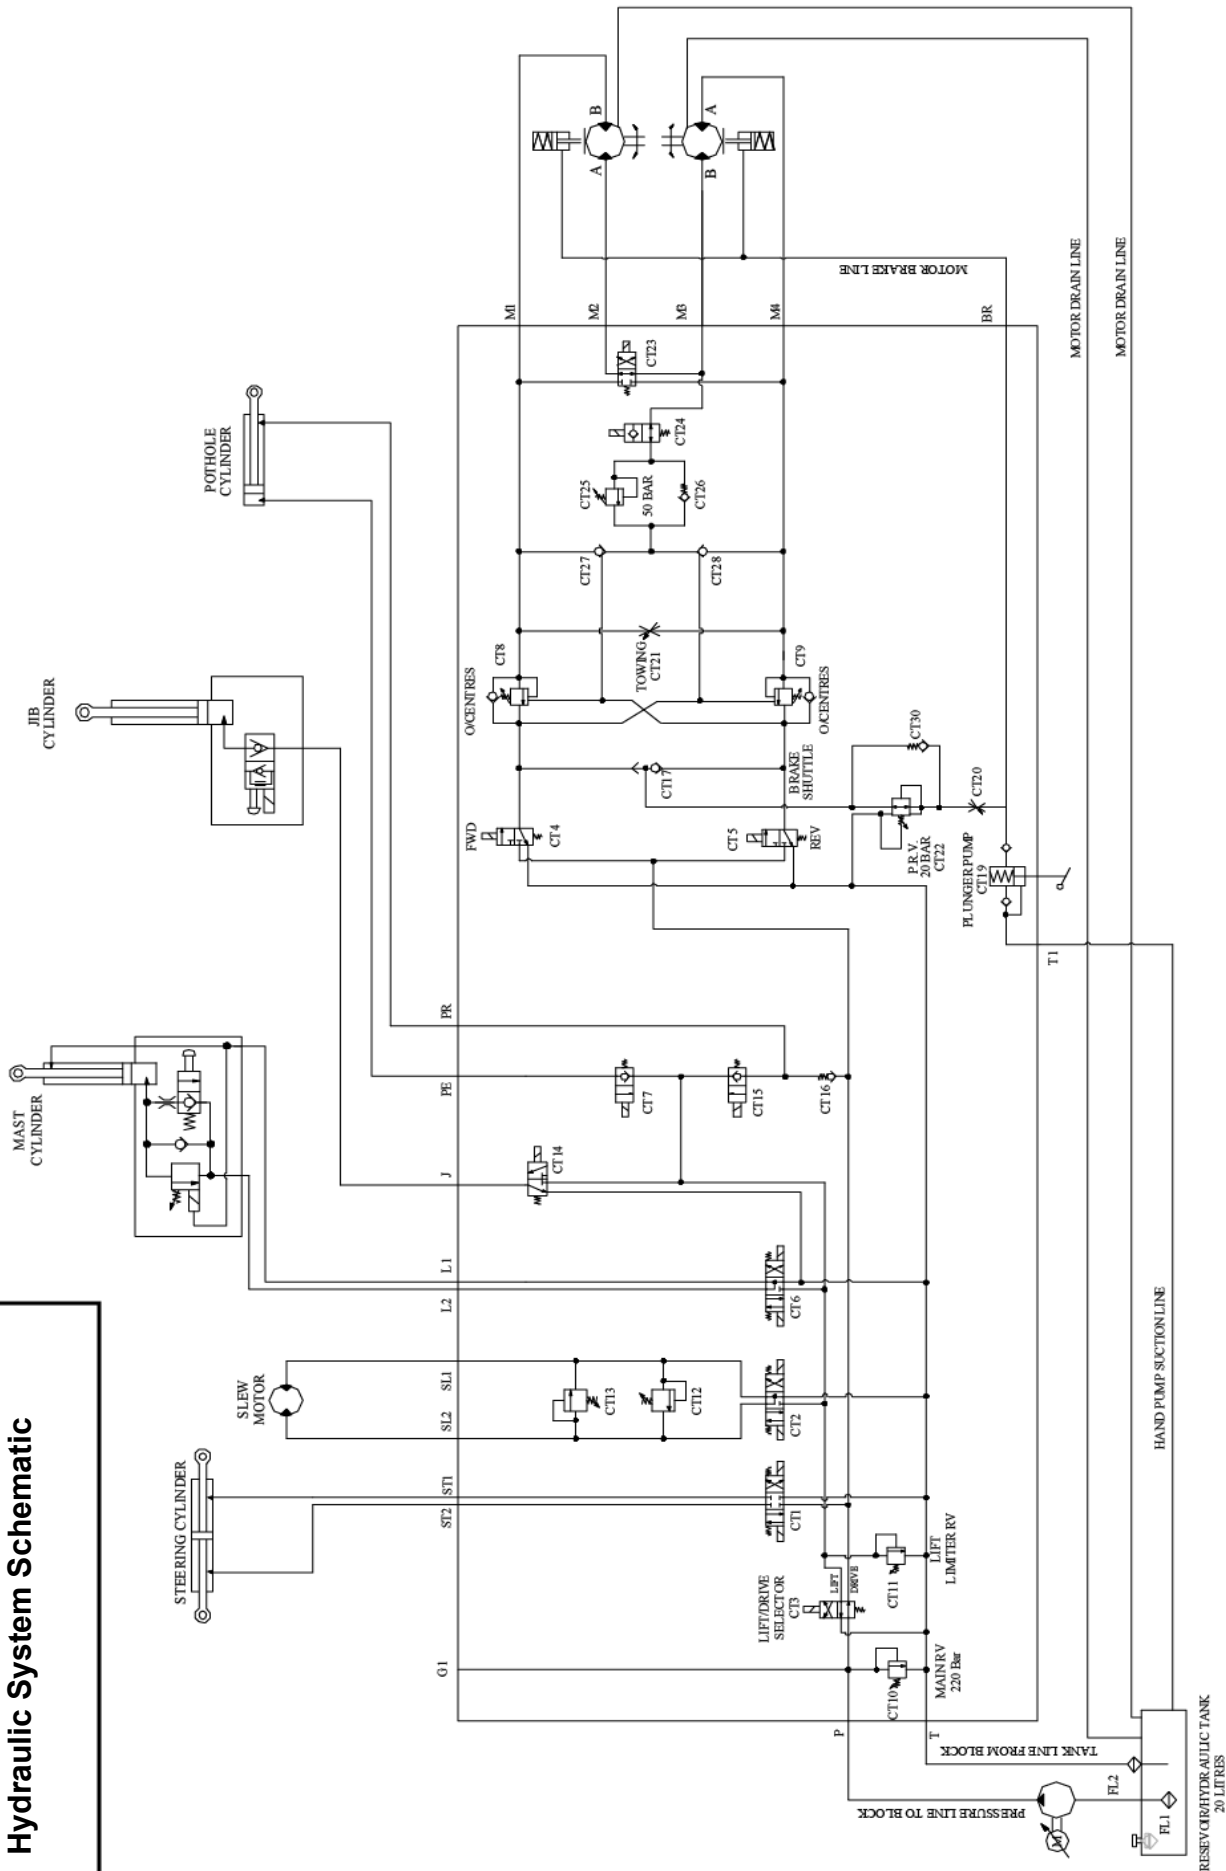 Hydraulic System Schematic
MAST
CYLINDER
JIB
CYLINDER
POTHOLE
CYLINDER
SLEW
MOTOR
STEERING CYLINDER
G1
ST2
ST1
SL2
SL1
L2
L1
J
PE
PR
M1
M2
M3
M4
BR
T1
P
T
B
A
A
B
MOTOR BRAKE LINE
MOTOR DRAIN LINE
MOTOR DRAIN LINE
CT23
CT24
CT25
50 BAR
CT26
CT27
CT28
TOWING
CT21
O/CENTRES
CT8
CT9
O/CENTRES
CT17
BRAKE
SHUTTLE
FWD
CT4
CT5
REV
CT30
P.R.V.
20 BAR
CT22
CT20
PLUNGER PUMP
CT19
CT7
CT15
CT16
CT14
CT6
CT13
CT12
CT2
CT1
LIFT/DRIVE
SELECTOR
CT3
LIFT
DRIVE
CT11
LIFT
LIMITER RV
CT10
MAIN RV
220 Bar
HAND PUMP SUCTION LINE
TANK LINE FROM BLOCK
PRESSURE LINE TO BLOCK
M
FL2
FL1
RESEVOIR/HYDRAULIC TANK
20 LITRES